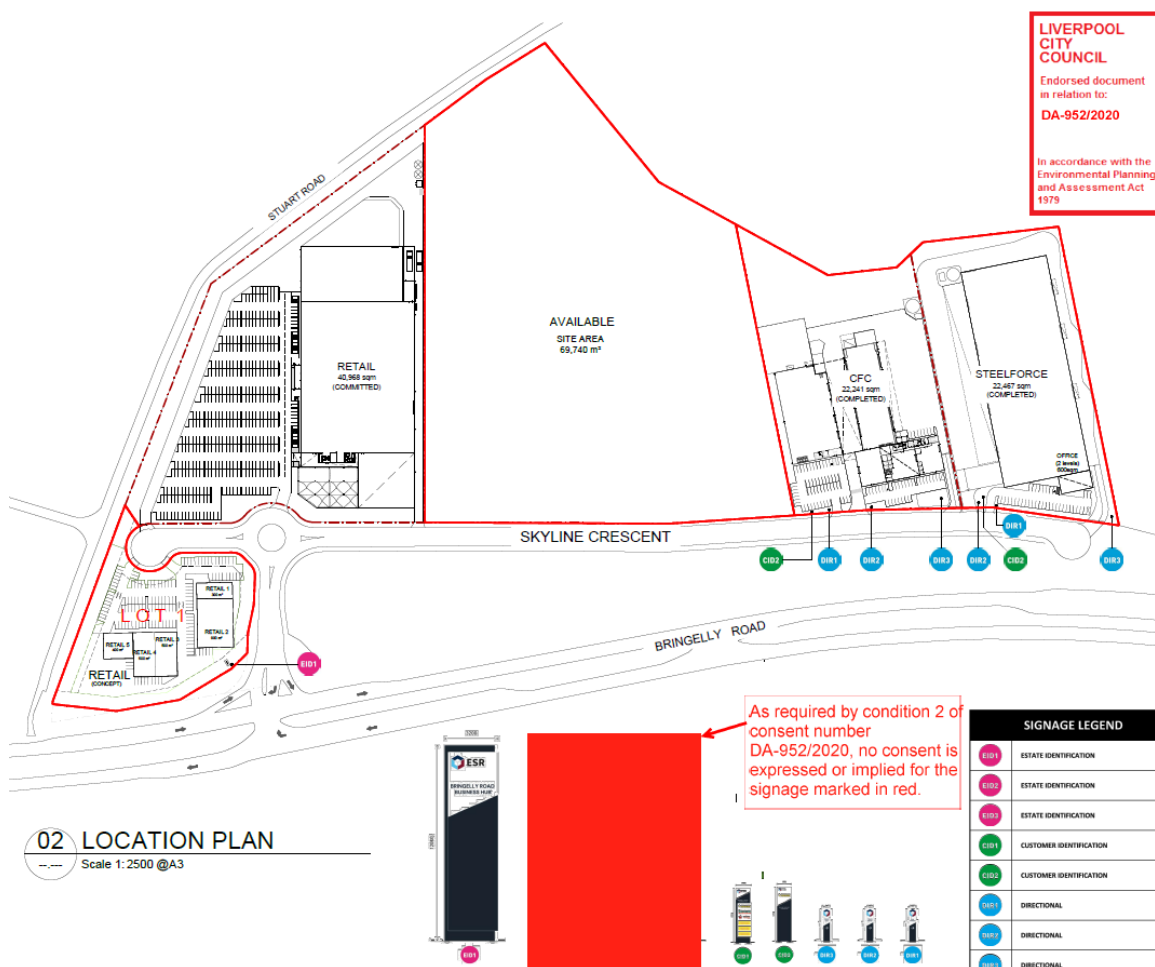 LIVERPOOL
CITY
COUNCIL
Endorsed document
in relation to:
DA-952/2020
In accordance with the
Environmental Planning
and Assessment Act
1979
STUART ROAD
AVAILABLE
SITE AREA
69,740 m²
RETAIL
40,968 sqm
(COMMITTED)
CFC
22,241 sqm
(COMPLETED)
STEELFORCE
22,467 sqm
(COMPLETED)
OFFICE
(2 levels)
600sqm
SKYLINE CRESCENT
CID2
DIR1
DIR2
DIR3
DIR2
CID2
DIR1
DIR3
LOT 1
RETAIL 1
RETAIL 2
RETAIL 3
RETAIL 4
RETAIL 5
RETAIL
(CONCEPT)
EID1
BRINGELLY ROAD
As required by condition 2 of
consent number
DA-952/2020, no consent is
expressed or implied for the
signage marked in red.
ESR
BRINGELLY ROAD
BUSINESS HUB
EID1
CID1
CID2
DIR3
DIR2
DIR1
02 LOCATION PLAN
--.---
Scale 1: 2500 @A3
SIGNAGE LEGEND
EID1 ESTATE IDENTIFICATION
EID2 ESTATE IDENTIFICATION
EID3 ESTATE IDENTIFICATION
CID1 CUSTOMER IDENTIFICATION
CID2 CUSTOMER IDENTIFICATION
DIR1 DIRECTIONAL
DIR2 DIRECTIONAL
DIR3 DIRECTIONAL